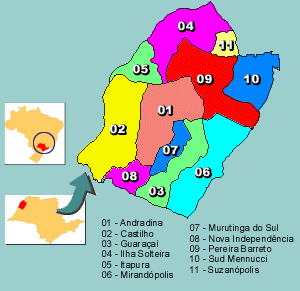 04
11
05
09
10
01
02
07
08
06
03
01 - Andradina
02 - Castilho
03 - Guaraçaí
04 - Ilha Solteira
05 - Itapura
06 - Mirandópolis
07 - Murutinga do Sul
08 - Nova Independência
09 - Pereira Barreto
10 - Sud Mennucci
11 - Suzanópolis